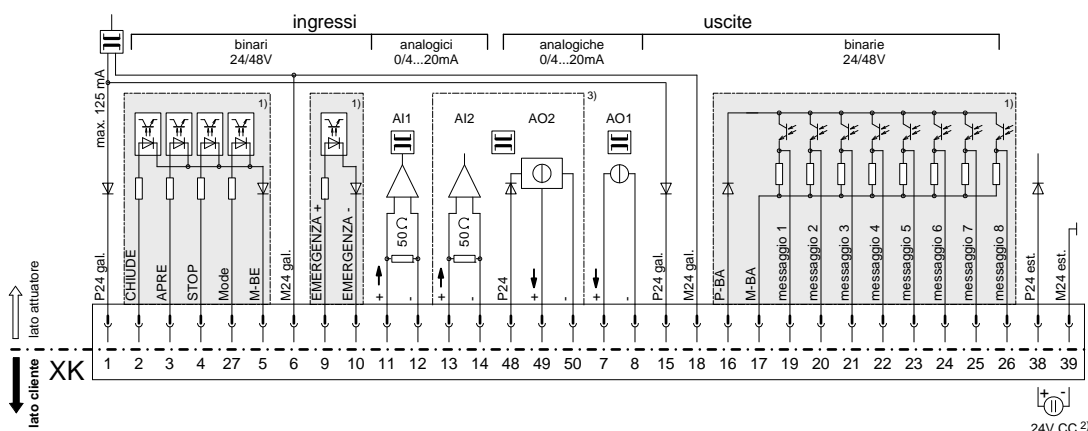 ingressi uscite
binari analogici analogiche binarie
24/48V 0/4...20mA 0/4...20mA 24/48V
max. 125 mA
1) 1) 3) 1)
AI1 AI2 AO2 AO1
50Ω 50Ω
P24 gal.
CHIUDE
APRE
STOP
Mode
M-BE
M24 gal.
EMERGENZA +
EMERGENZA -
+ - + -
P24
+ - + -
P24 gal.
M24 gal.
P-BA
M-BA
messaggio 1
messaggio 2
messaggio 3
messaggio 4
messaggio 5
messaggio 6
messaggio 7
messaggio 8
P24 est.
M24 est.
lato attuatore
lato cliente
XK 1 2 3 4 27 5 6 9 10 11 12 13 14 48 49 50 7 8 15 18 16 17 19 20 21 22 23 24 25 26 38 39
+ -
24V CC 2)